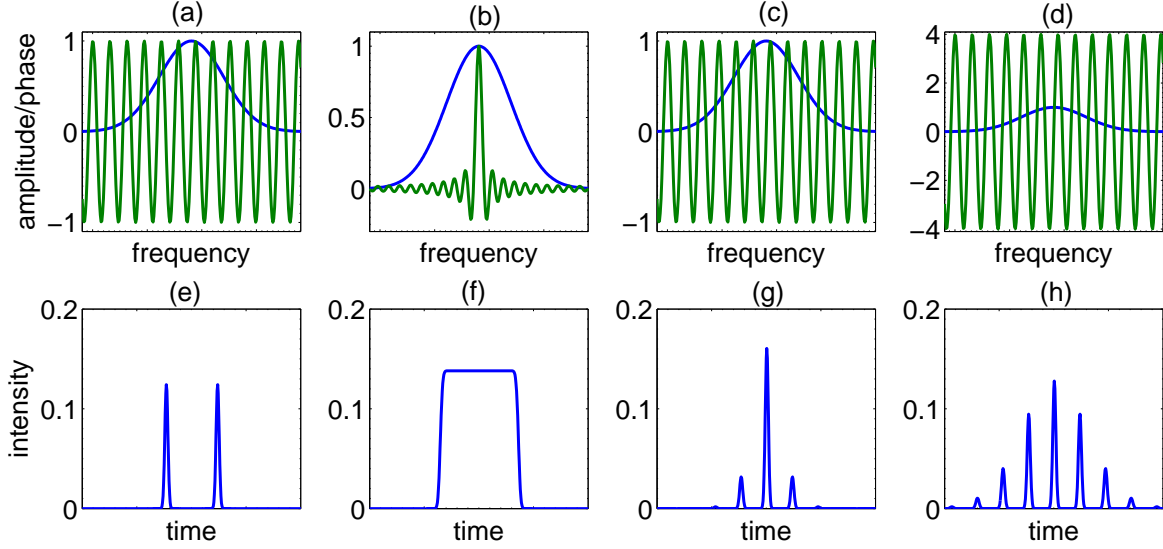 (a) (b) (c) (d)
amplitude/phase
1 1 1 4
2
0.5
0 0 0 0
−2
−1 −1 −4
frequency frequency frequency frequency
(e) (f) (g) (h)
intensity
0.2 0.2 0.2 0.2
0.1 0.1 0.1 0.1
0 0 0 0
time time time time